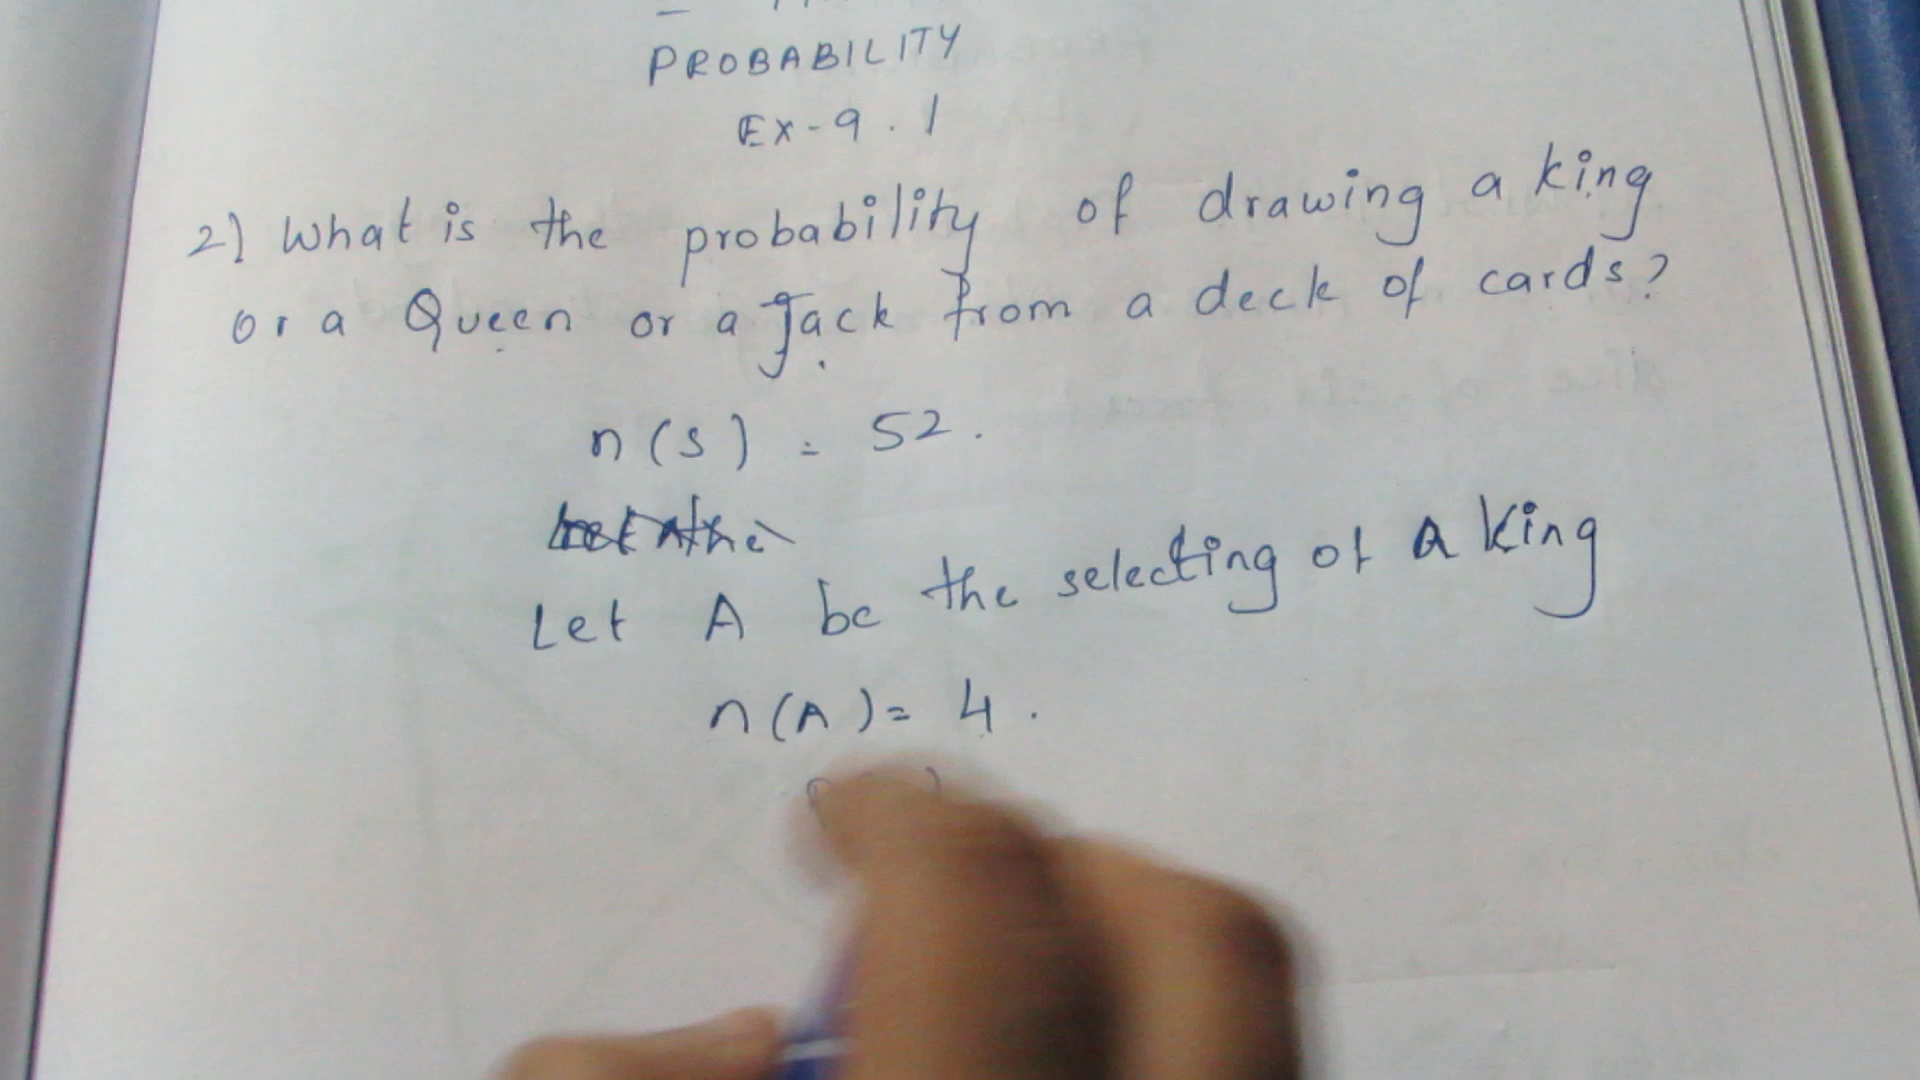 PROBABILITY
EX-9.1
2) What is the probability of drawing a king
or a Queen or a Jack from a deck of cards?
n(s) = 52.
Let A be the selecting of a king
n(A) = 4.